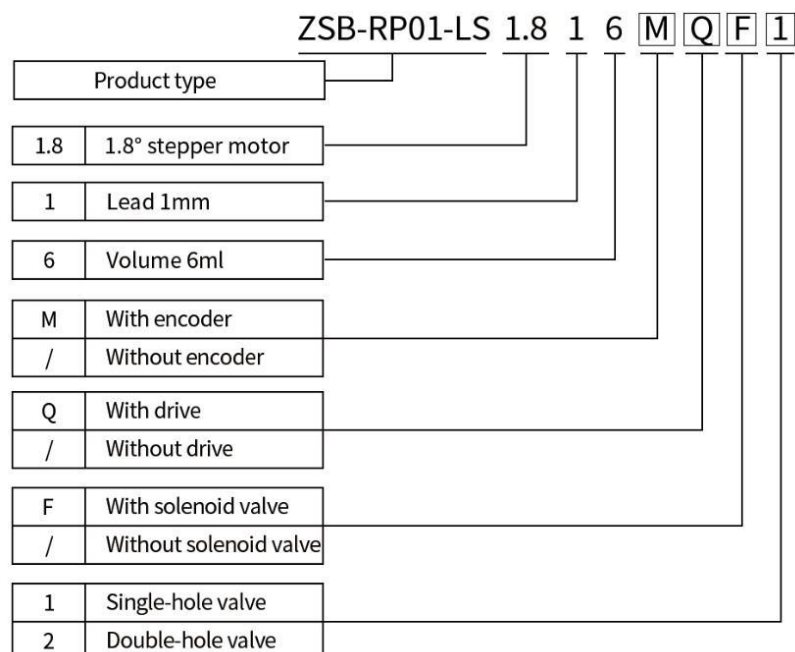 ZSB-RP01-LS 1.8 1 6 M Q F 1
Product type
1.8 1.8° stepper motor
1 Lead 1mm
6 Volume 6ml
M With encoder
/ Without encoder
Q With drive
/ Without drive
F With solenoid valve
/ Without solenoid valve
1 Single-hole valve
2 Double-hole valve